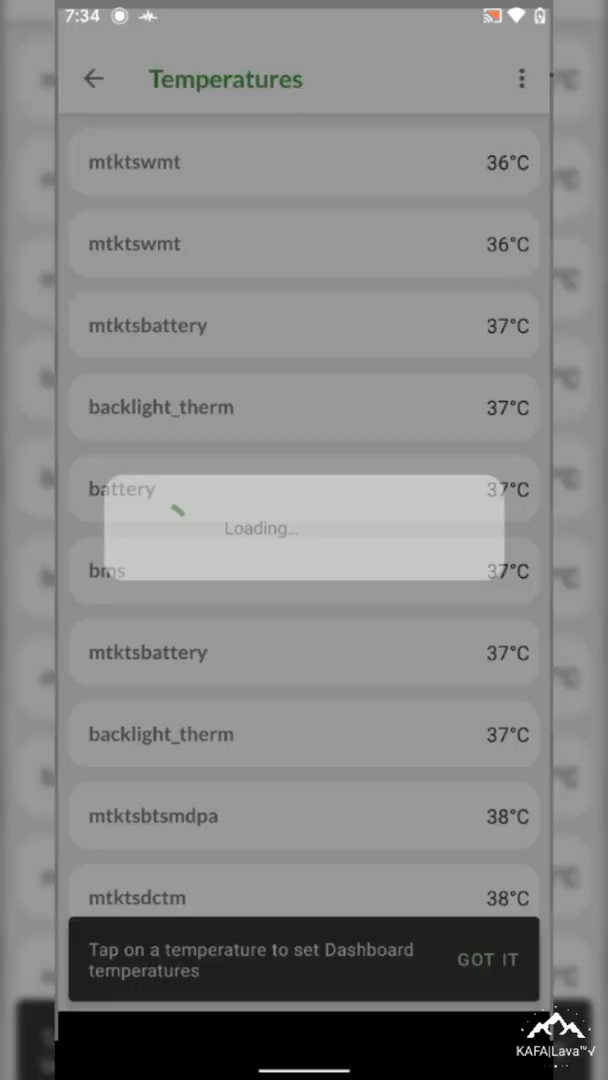 7:34
Temperatures
mtktswmt 36°C
mtktswmt 36°C
mtktsbattery 37°C
backlight_therm 37°C
battery 37°C
Loading...
bms 37°C
mtktsbattery 37°C
backlight_therm 37°C
mtktsbtsmdpa 38°C
mtktsdctm 38°C
Tap on a temperature to set Dashboard
temperatures
GOT IT
KAFA|Lava™√